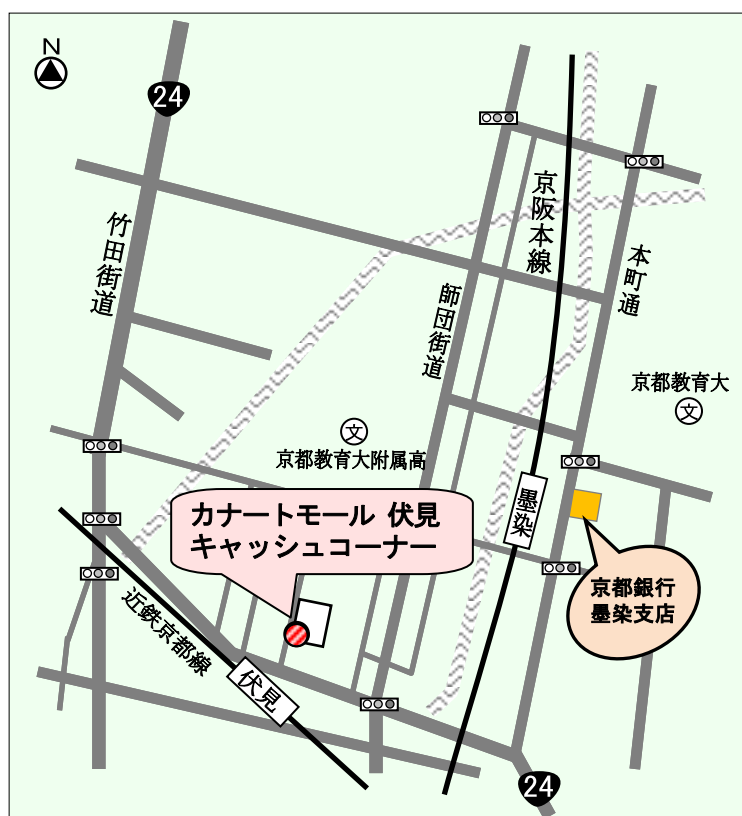 N
24
竹田街道
京阪本線
本町通
師団街道
京都教育大
文
文
京都教育大附属高
カナートモール 伏見
キャッシュコーナー
墨染
京都銀行
墨染支店
近鉄京都線
伏見
24